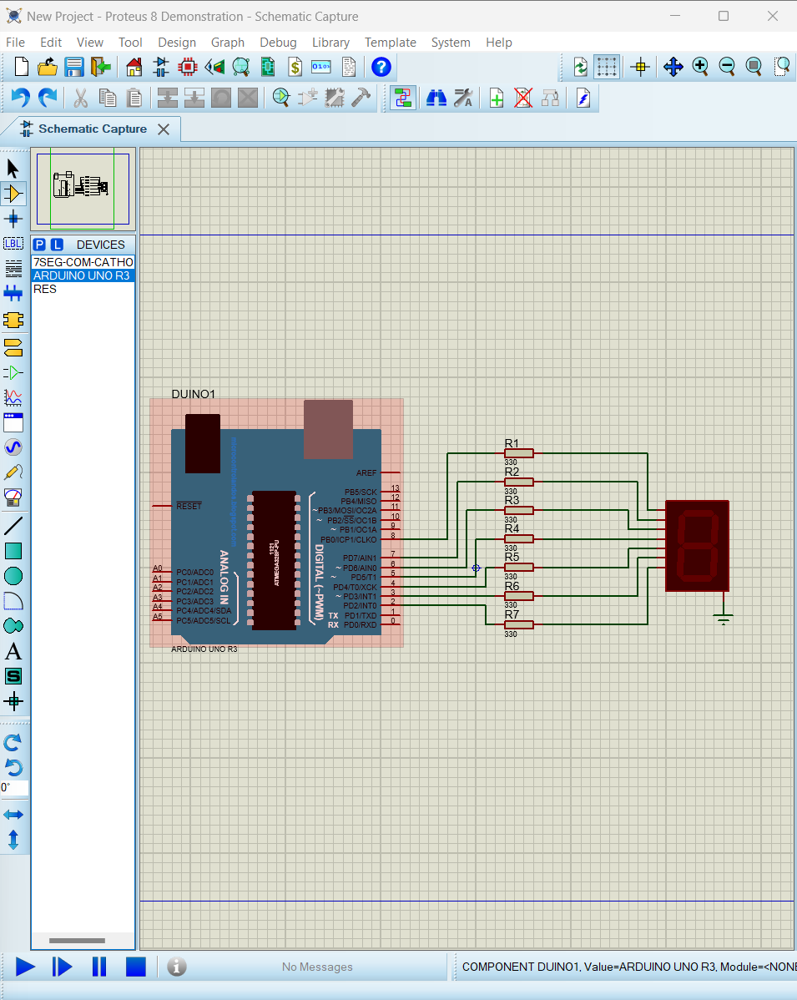 New Project - Proteus 8 Demonstration - Schematic Capture
File Edit View Tool Design Graph Debug Library Template System Help
Schematic Capture
P L DEVICES
7SEG-COM-CATHO
ARDUINO UNO R3
RES
LBL
A
S
0°
DUINO1
AREF
RESET
PB5/SCK 13
PB4/MISO 12
~PB3/MOSI/OC2A 11
~ PB2/SS/OC1B 10
~ PB1/OC1A 9
PB0/ICP1/CLKO 8
PD7/AIN1 7
~ PD6/AIN0 6
~ PD5/T1 5
PD4/T0/XCK 4
~ PD3/INT1 3
PD2/INT0 2
TX PD1/TXD 1
RX PD0/RXD 0
A0 PC0/ADC0
A1 PC1/ADC1
A2 PC2/ADC2
A3 PC3/ADC3
A4 PC4/ADC4/SDA
A5 PC5/ADC5/SCL
ANALOG IN
1121
ATMEGA328P-PU
DIGITAL (~PWM)
ARDUINO UNO R3
R1
330
R2
330
R3
330
R4
330
R5
330
R6
330
R7
330
No Messages
COMPONENT DUINO1, Value=ARDUINO UNO R3, Module=<NONE